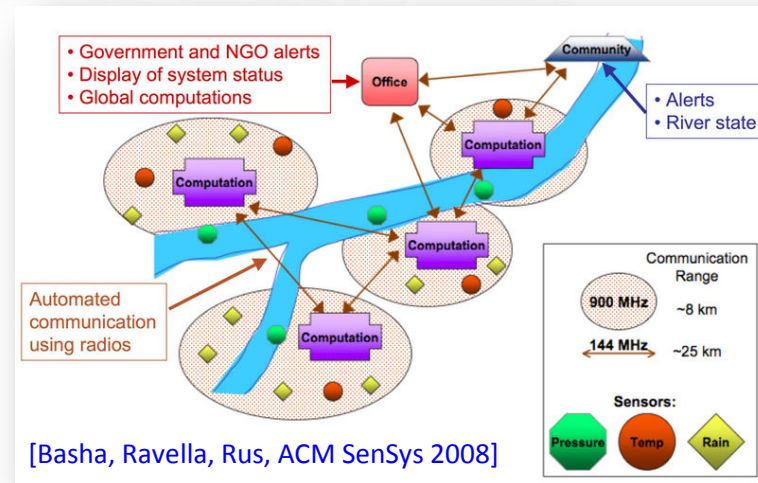 • Government and NGO alerts
• Display of system status
• Global computations
Office
Community
• Alerts
• River state
Computation
Computation
Computation
Computation
Automated
communication
using radios
Communication
Range
900 MHz
~8 km
144 MHz
~25 km
Sensors:
Pressure
Temp
Rain
[Basha, Ravella, Rus, ACM SenSys 2008]